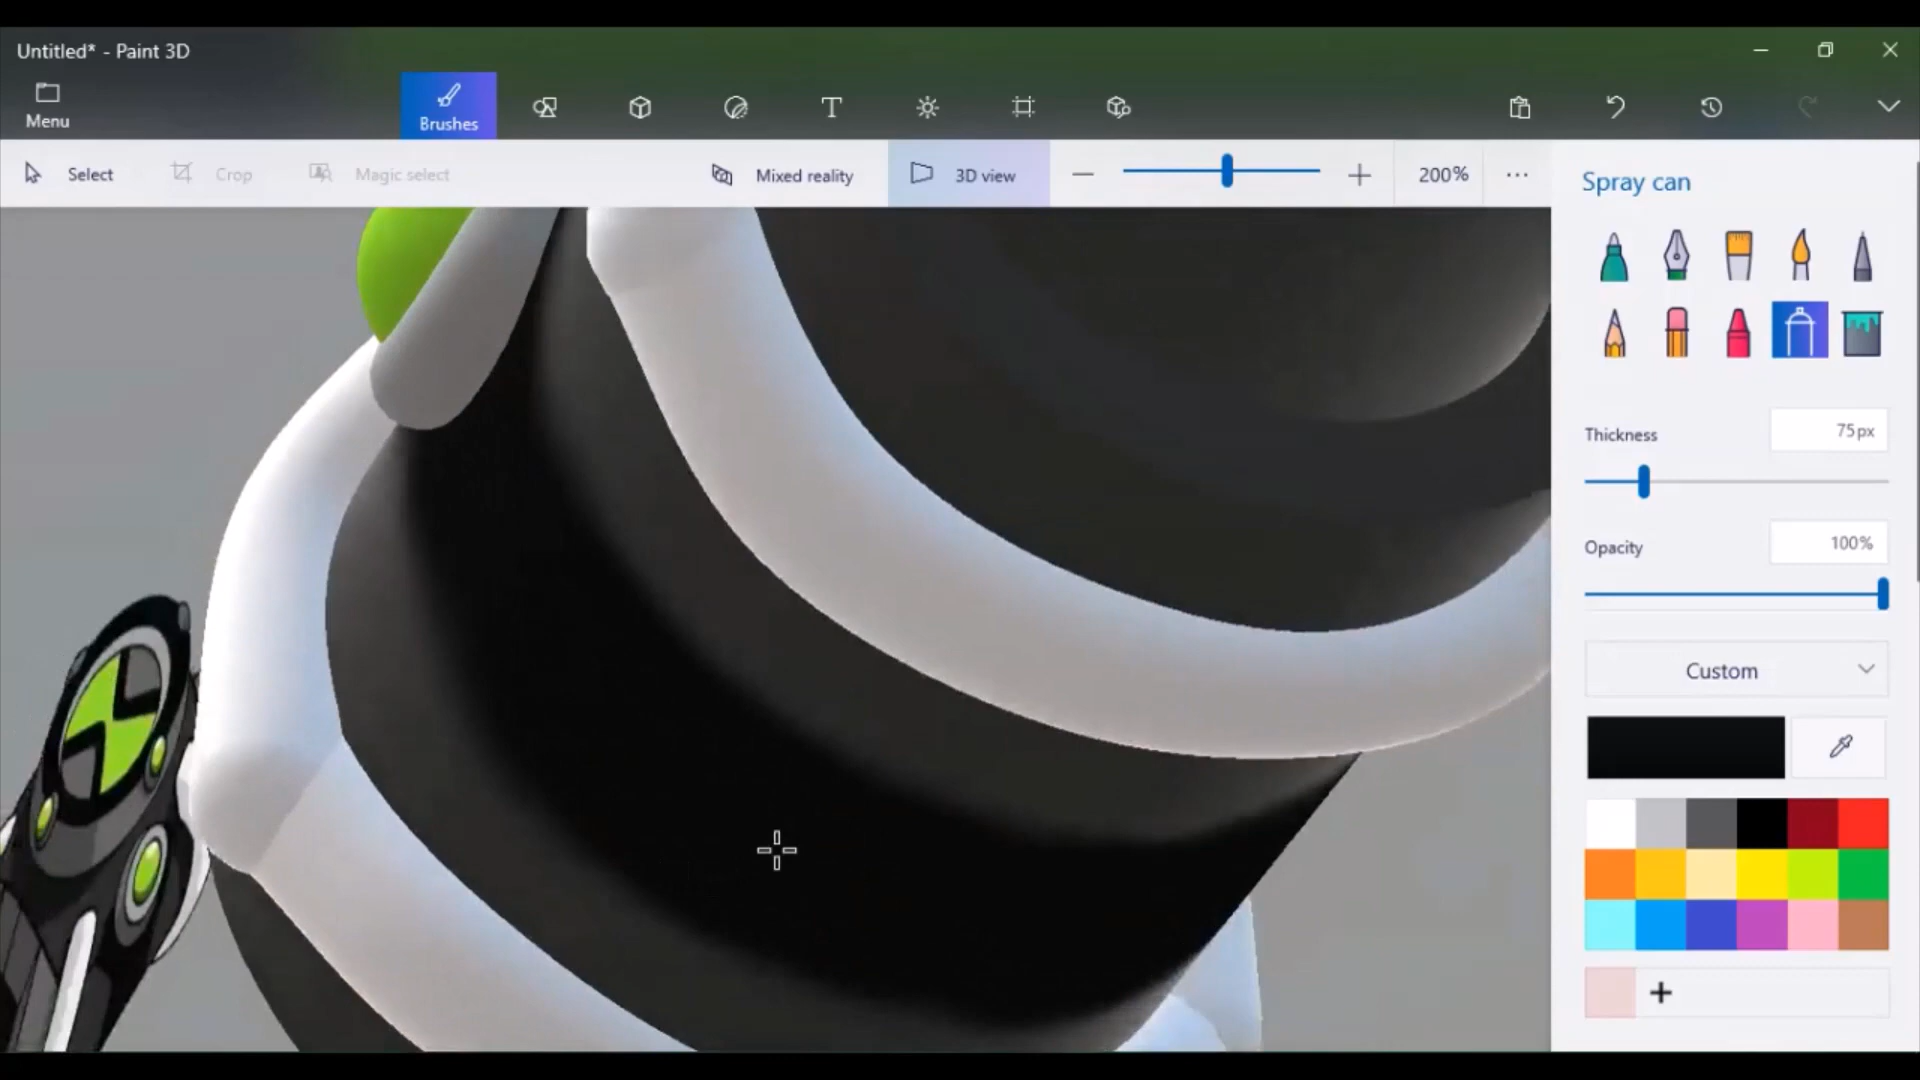 Untitled* - Paint 3D
Menu
Brushes
Select
Crop
Magic select
Mixed reality
3D view
200%
Spray can
Thickness
75px
Opacity
100%
Custom